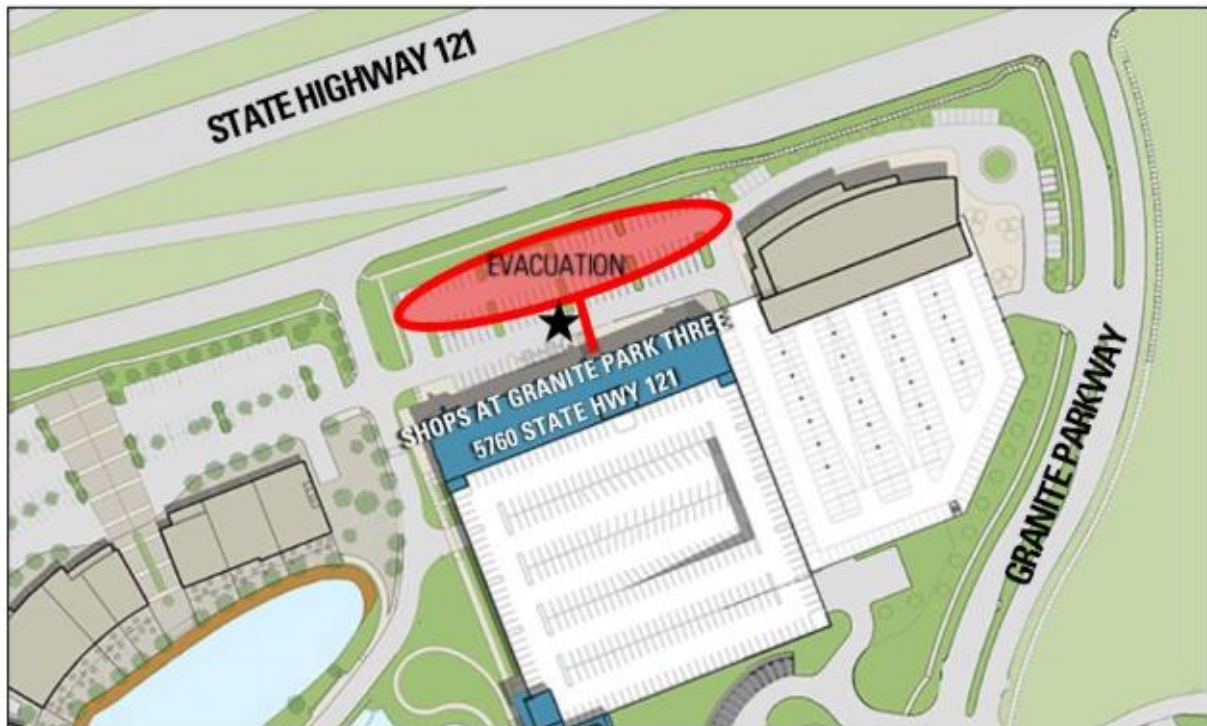 STATE HIGHWAY 121
EVACUATION
SHOPS AT GRANITE PARK THREE
5760 STATE HWY 121
GRANITE PARKWAY